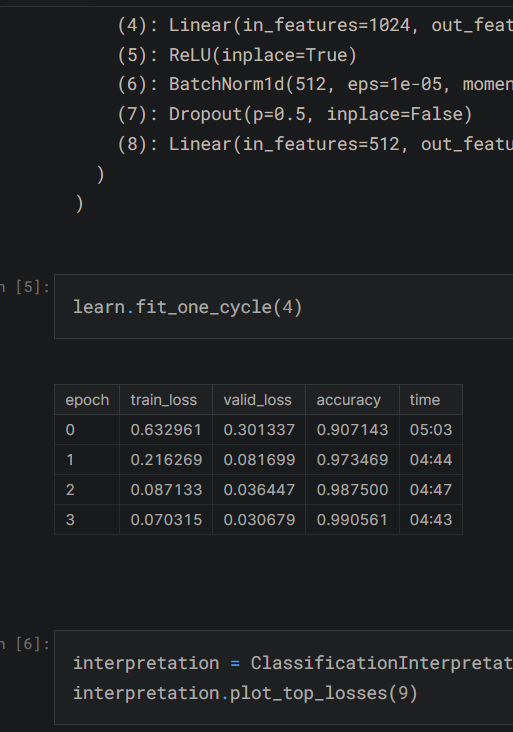 (4): Linear(in_features=1024,
(5): ReLU(inplace=True)
(6): BatchNorm1d(512, eps=1e-05,
(7): Dropout(p=0.5, inplace=False)
(8): Linear(in_features=512,
)
)
[5]:
learn.fit_one_cycle(4)
epoch train_loss valid_loss accuracy time
0 0.632961 0.301337 0.907143 05:03
1 0.216269 0.081699 0.973469 04:44
2 0.087133 0.036447 0.987500 04:47
3 0.070315 0.030679 0.990561 04:43
[6]:
interpretation = ClassificationInterpretat
interpretation.plot_top_losses(9)